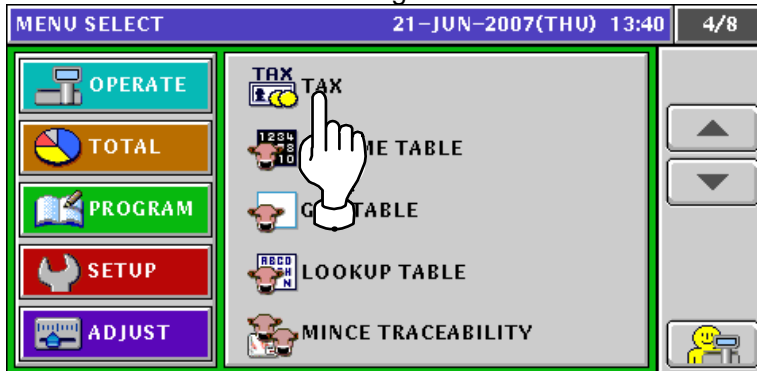 MENU SELECT 21-JUN-2007(THU) 13:40 4/8
OPERATE
TOTAL
PROGRAM
SETUP
ADJUST
TAX
TAX
ME TABLE
TABLE
LOOKUP TABLE
MINCE TRACEABILITY